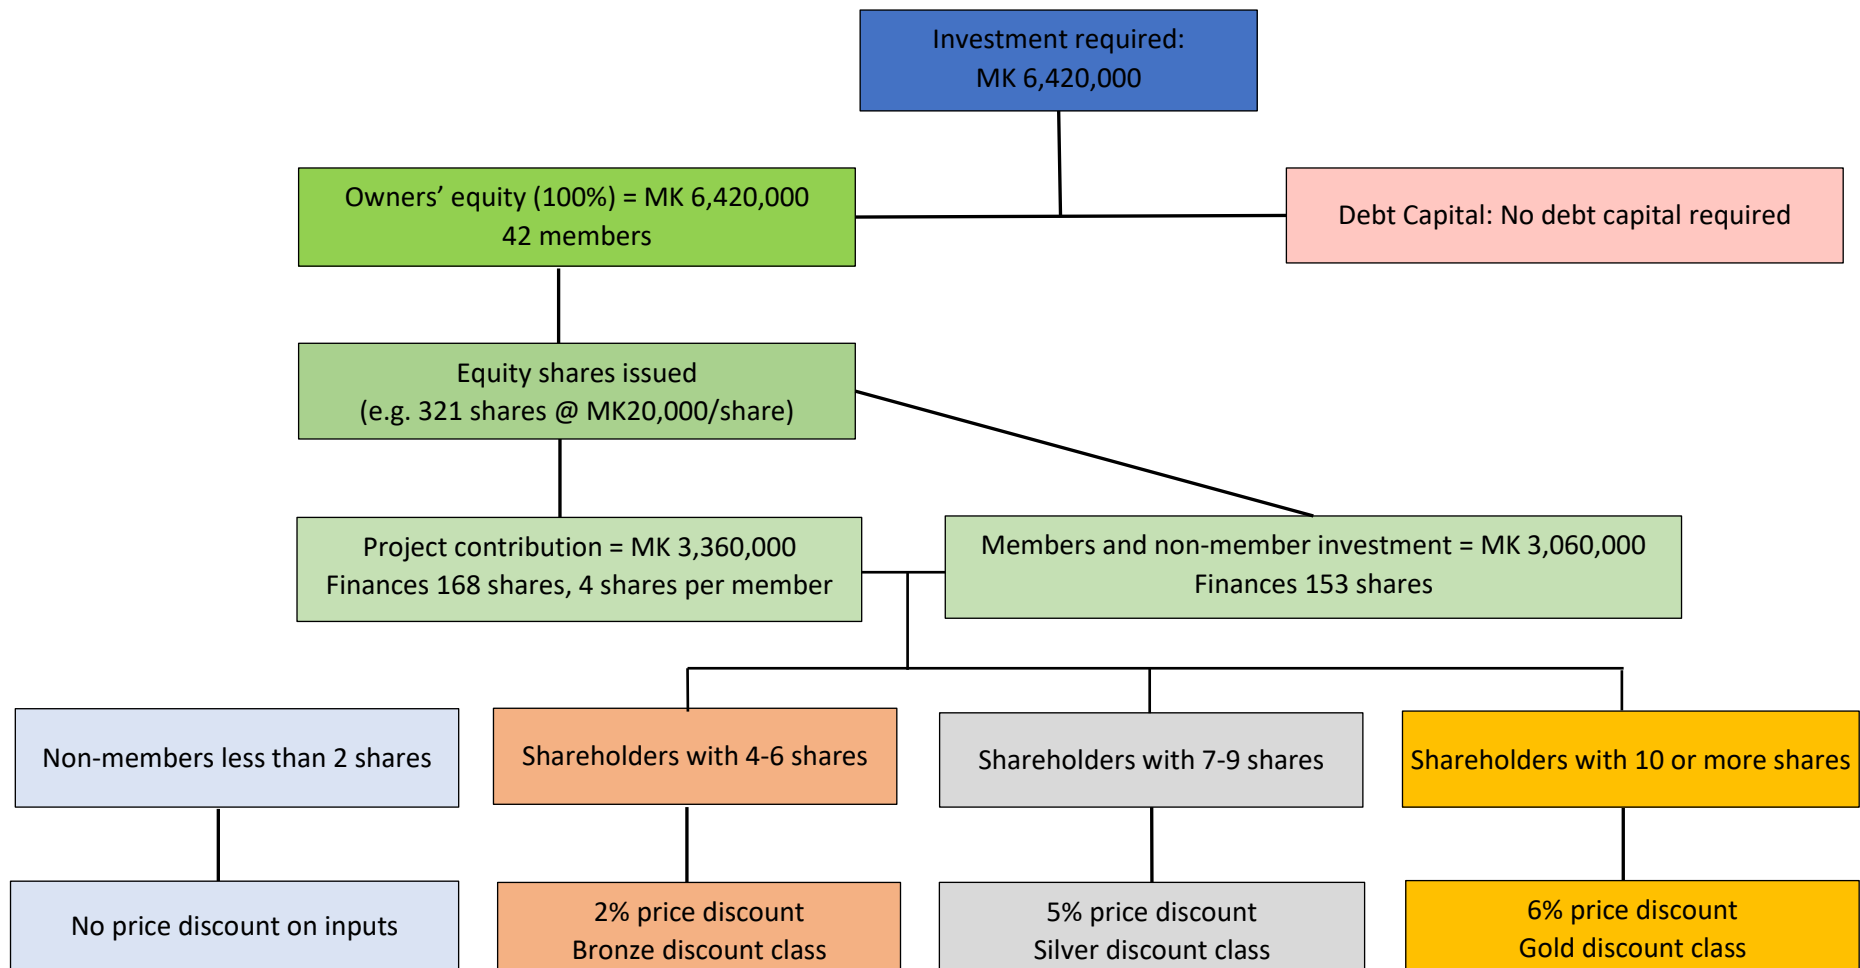 Investment required:
MK 6,420,000
Owners’ equity (100%) = MK 6,420,000
42 members
Debt Capital: No debt capital required
Equity shares issued
(e.g. 321 shares @ MK20,000/share)
Project contribution = MK 3,360,000
Finances 168 shares, 4 shares per member
Members and non-member investment = MK 3,060,000
Finances 153 shares
Non-members less than 2 shares
Shareholders with 4-6 shares
Shareholders with 7-9 shares
Shareholders with 10 or more shares
No price discount on inputs
2% price discount
Bronze discount class
5% price discount
Silver discount class
6% price discount
Gold discount class